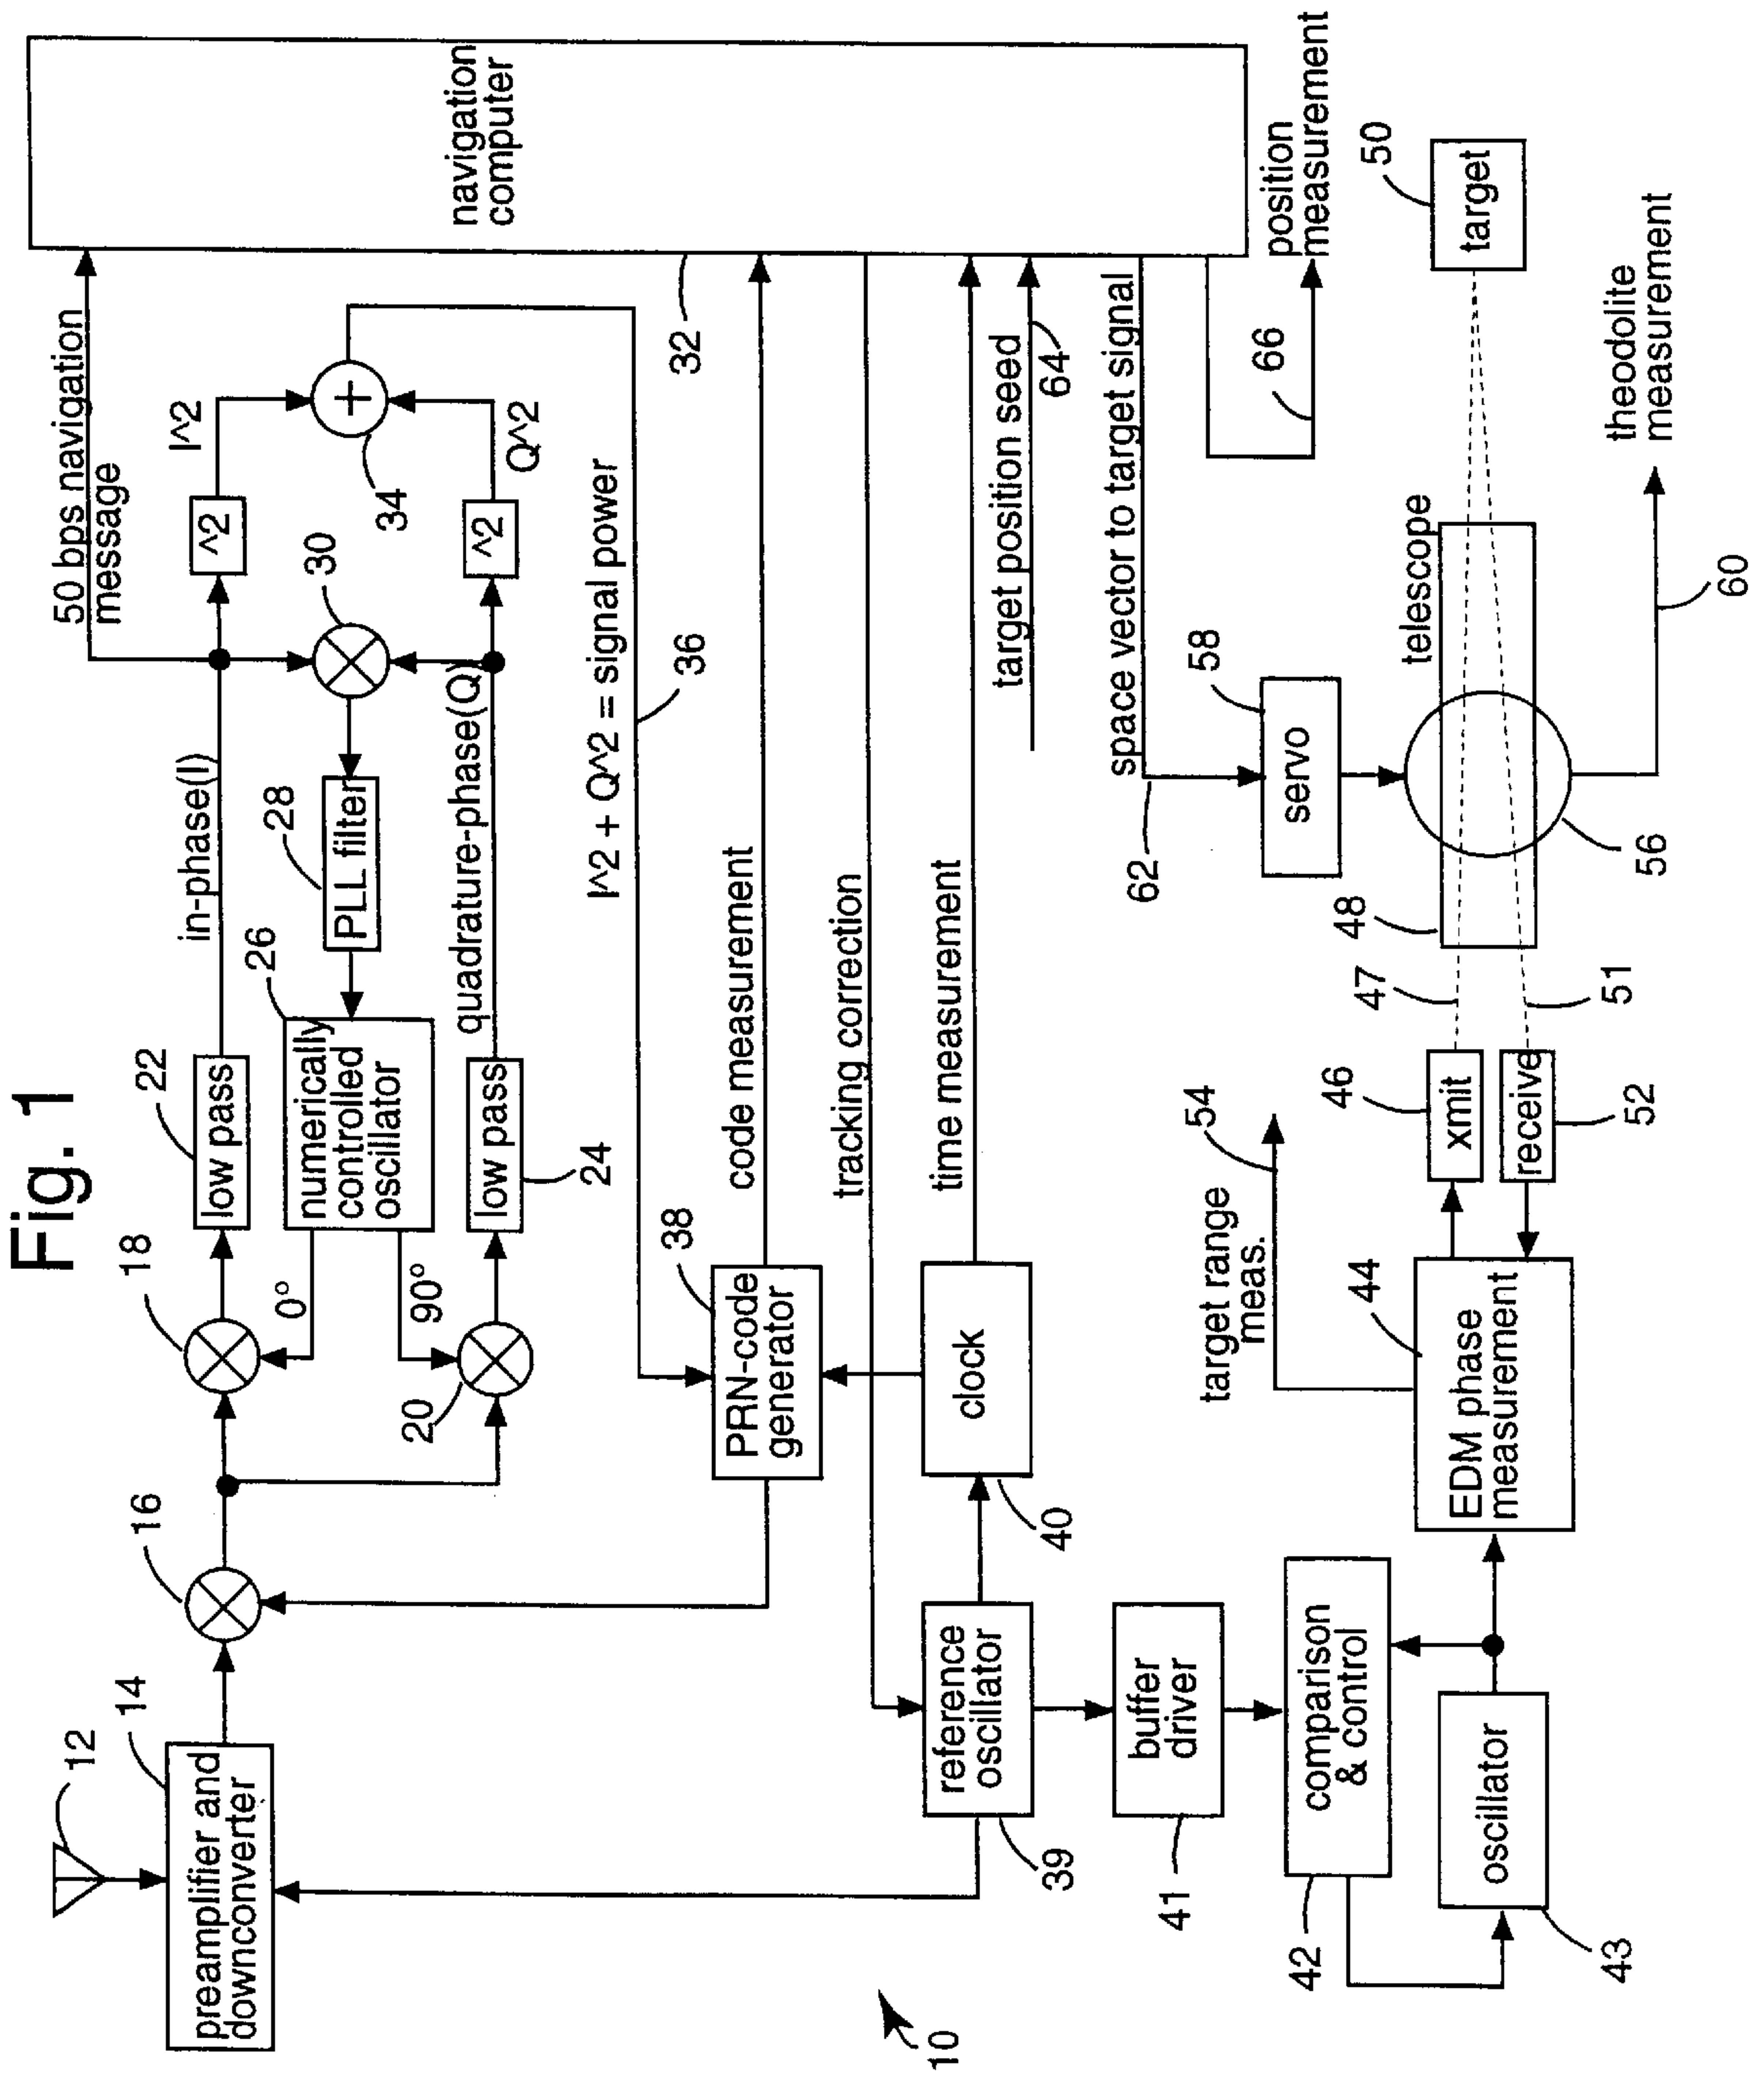 Fig. 1
12
14
preamplifier and
downconverter
16
18
20
0°
90°
22
low pass
24
low pass
26
numerically
controlled
oscillator
28
PLL filter
in-phase(I)
quadrature-phase(Q)
30
50 bps navigation
message
^2
^2
I^2
Q^2
+
34
I^2 + Q^2 = signal power
36
32
navigation
computer
38
PRN-code
generator
code measurement
tracking correction
time measurement
clock
40
reference
oscillator
39
target position seed
64
space vector to target signal
62
66
position
measurement
buffer
driver
41
comparison
& control
42
oscillator
43
EDM phase
measurement
44
target range
meas.
54
46
xmit
receive
52
47
51
48
telescope
servo
58
56
50
target
theodolite
measurement
60
10